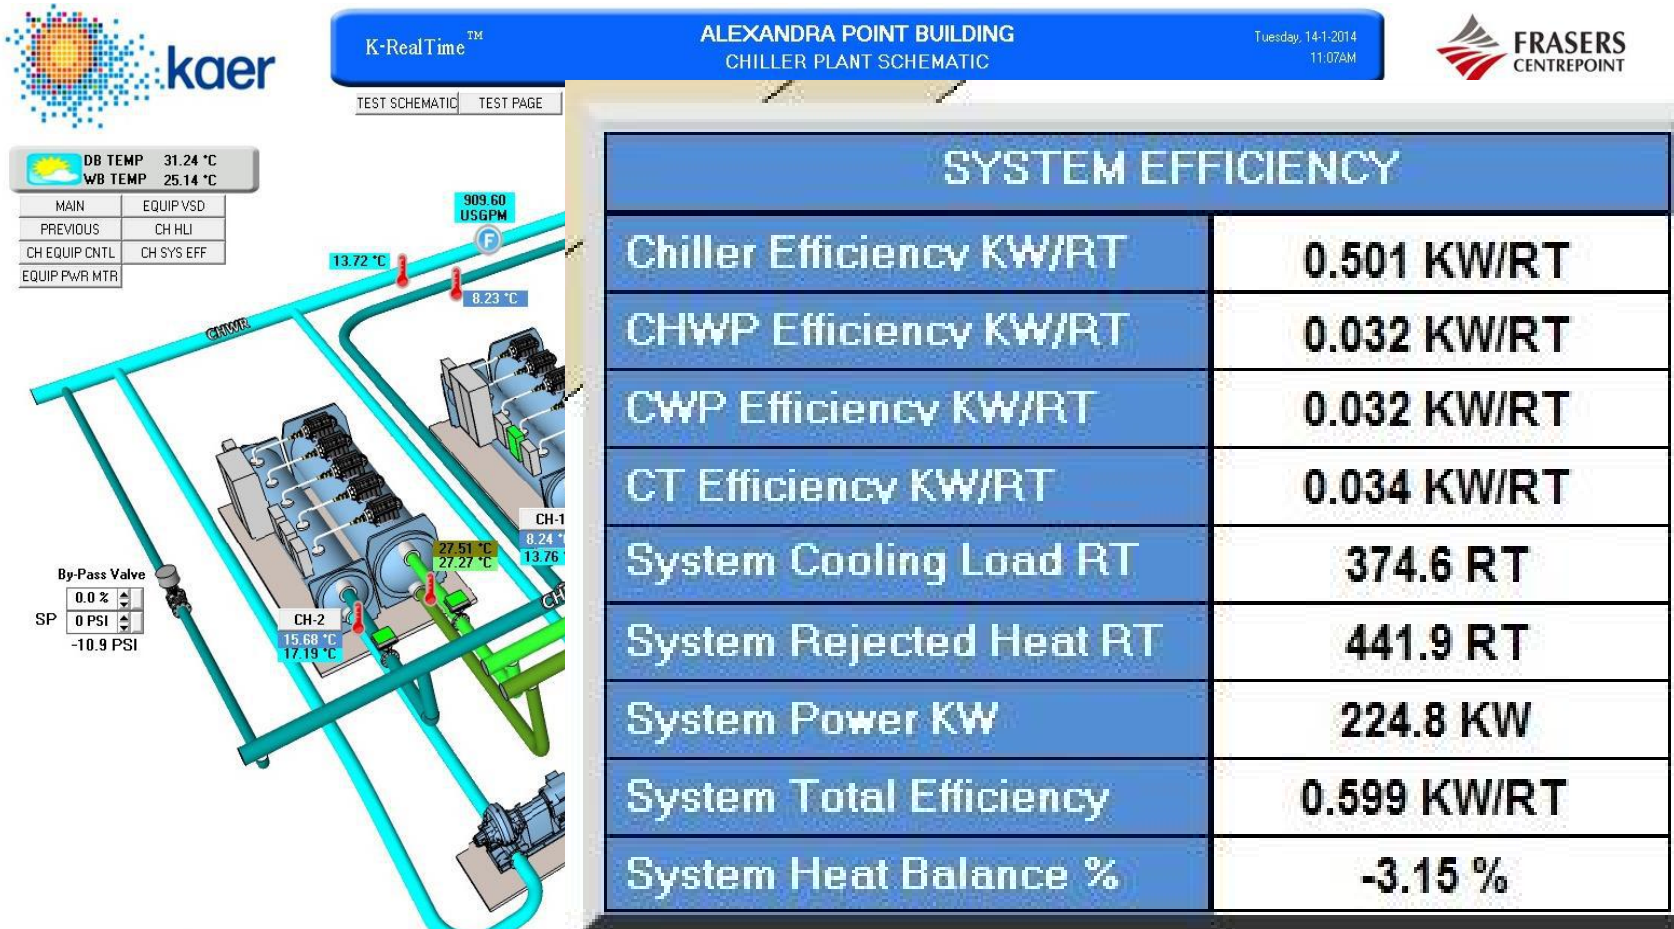 kaer
K-RealTime™
ALEXANDRA POINT BUILDING
CHILLER PLANT SCHEMATIC
Tuesday, 14-1-2014
11:07AM
FRASERS
CENTREPOINT
TEST SCHEMATIC TEST PAGE
DB TEMP 31.24 °C
WB TEMP 25.14 °C
MAIN EQUIP VSD
PREVIOUS CH HLI
CH EQUIP CNTL CH SYS EFF
EQUIP PWR MTR
909.60
USGPM
F
13.72 °C
8.23 °C
CHWR
CH-1
8.24 °
13.76 °
27.51 °C
27.27 °C
CH
By-Pass Valve
0.0 %
SP 0 PSI
-10.9 PSI
CH-2
15.68 °C
17.19 °C
SYSTEM EFFICIENCY
Chiller Efficiency KW/RT 0.501 KW/RT
CHWP Efficiency KW/RT 0.032 KW/RT
CWP Efficiency KW/RT 0.032 KW/RT
CT Efficiency KW/RT 0.034 KW/RT
System Cooling Load RT 374.6 RT
System Rejected Heat RT 441.9 RT
System Power KW 224.8 KW
System Total Efficiency 0.599 KW/RT
System Heat Balance % -3.15 %